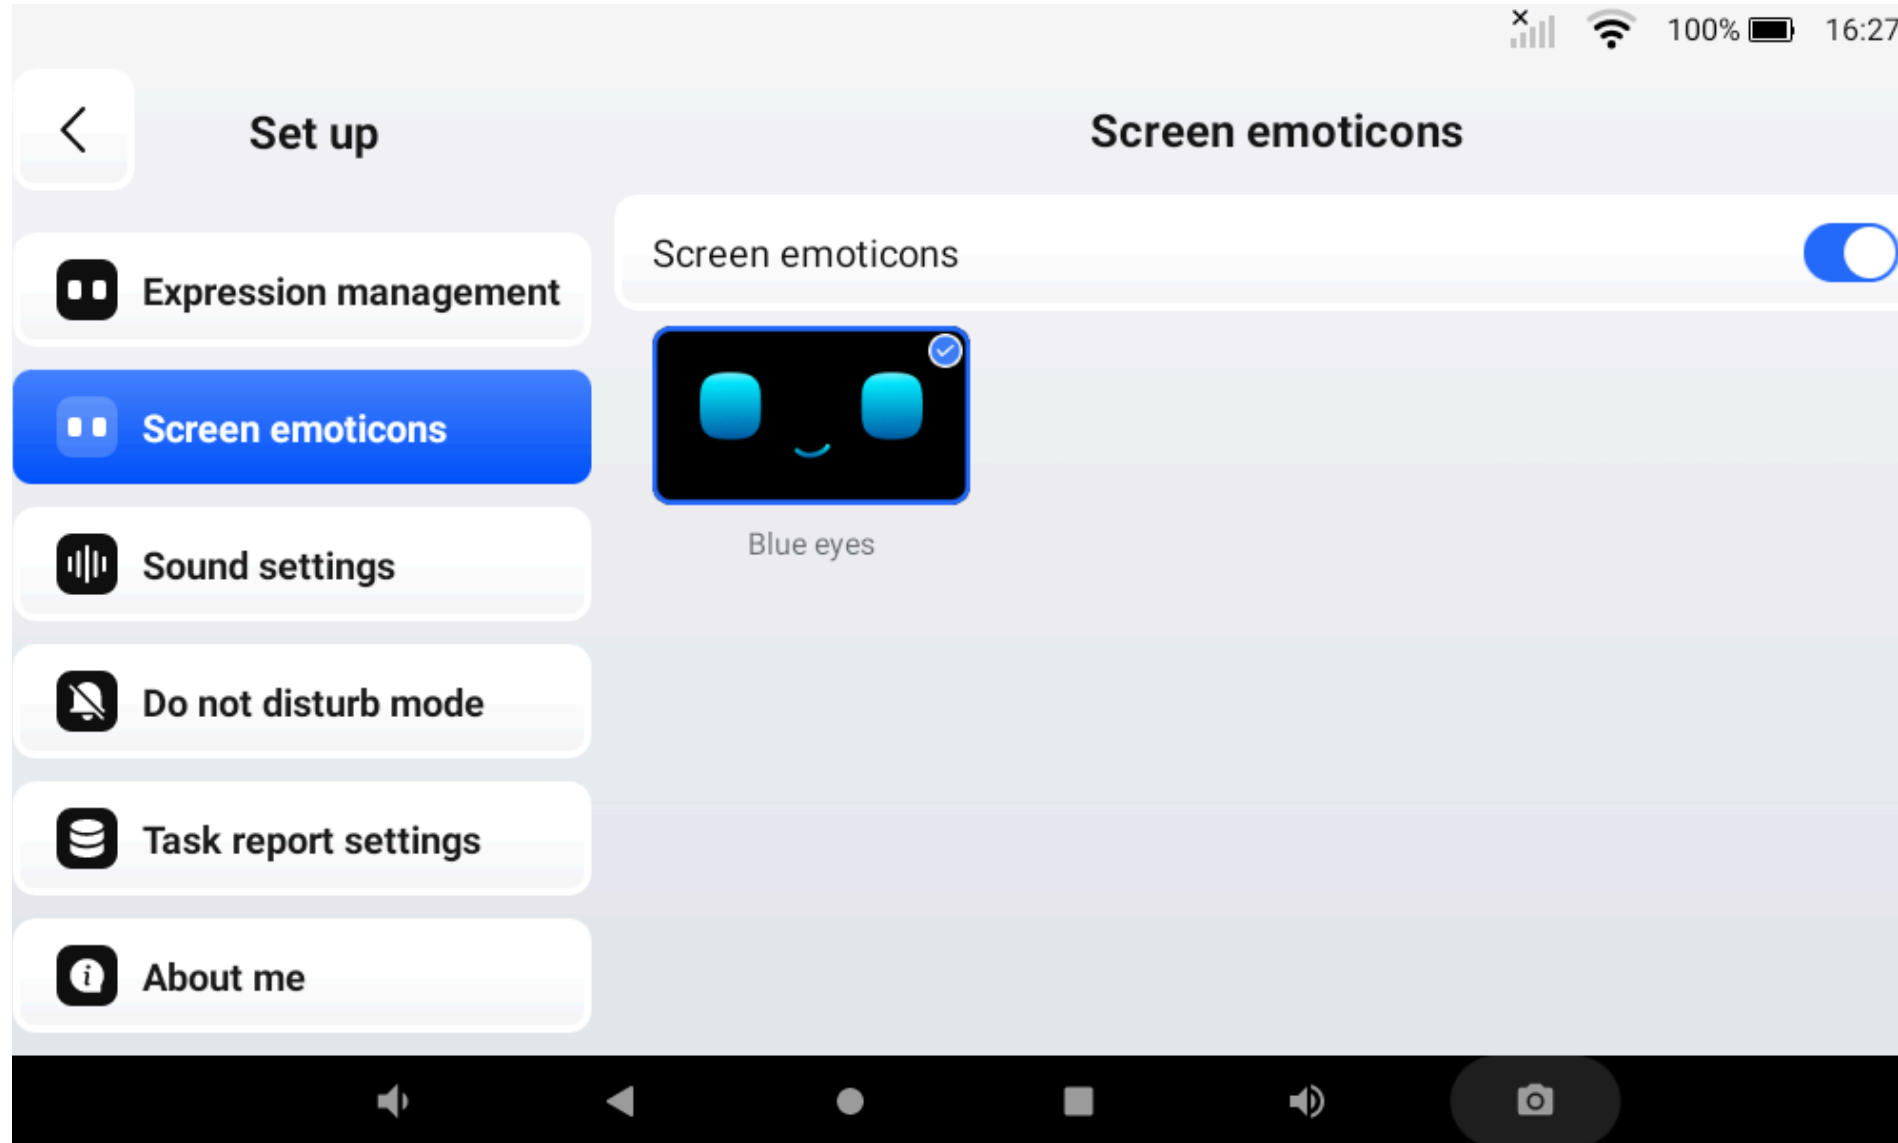 100% 16:27
Set up
Screen emoticons
Expression management
Screen emoticons
Sound settings
Do not disturb mode
Task report settings
About me
Screen emoticons
Blue eyes